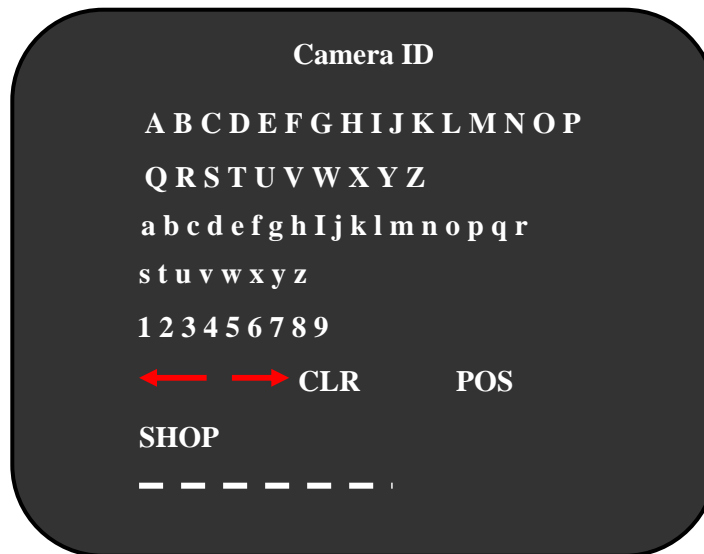 Camera ID
A B C D E F G H I J K L M N O P
Q R S T U V W X Y Z
a b c d e f g h I j k l m n o p q r
s t u v w x y z
1 2 3 4 5 6 7 8 9
CLR POS
SHOP